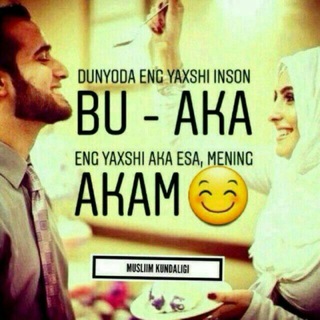 DUNYODA ENG YAXSHI INSON
BU - AKA
ENG YAXSHI AKA ESA, MENING
AKAM
MUSLIIM KUNDALIGI